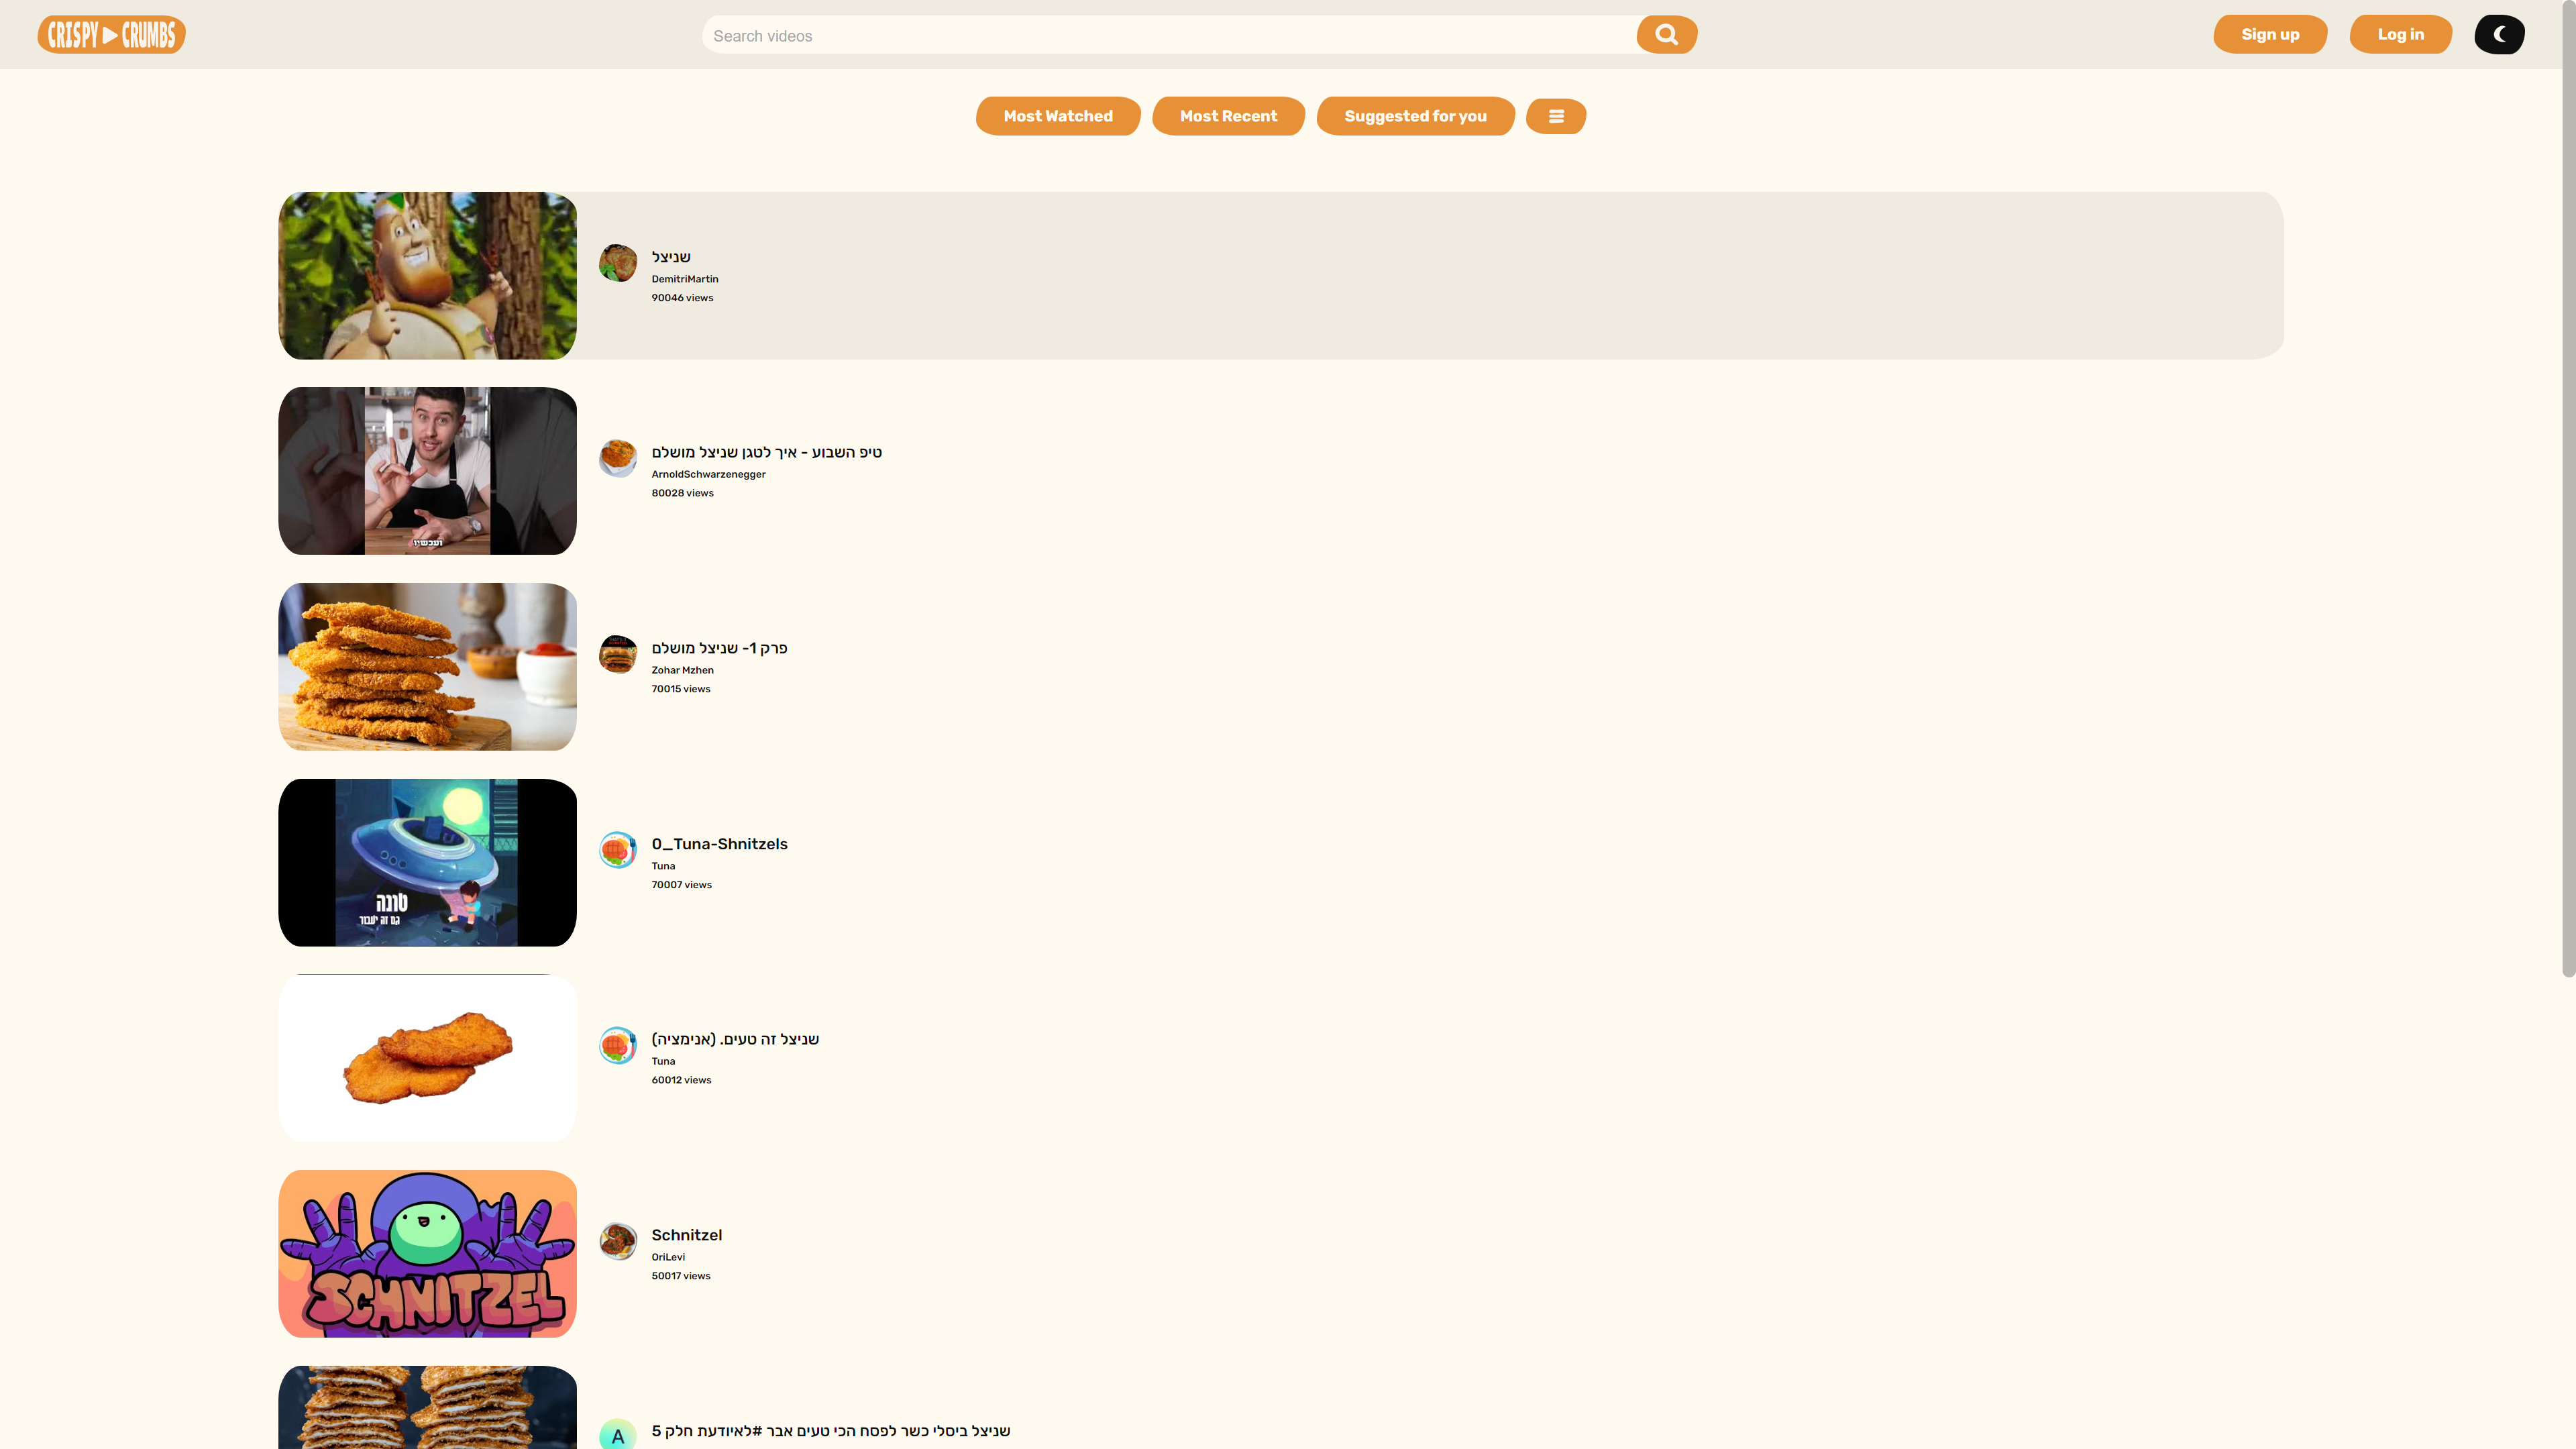 CRISPY CRUMBS
Search videos
Sign up
Log in
Most Watched
Most Recent
Suggested for you
שניצל
DemitriMartin
90046 views
ועכשיו
טיפ השבוע - איך לטגן שניצל מושלם
ArnoldSchwarzenegger
80028 views
פרק 1- שניצל מושלם
Zohar Mzhen
70015 views
טונה
גם זה יעבור
0_Tuna-Shnitzels
Tuna
70007 views
שניצל זה טעים. (אנימציה)
Tuna
60012 views
SCHNITZEL
Schnitzel
OriLevi
50017 views
A
שניצל ביסלי כשר לפסח הכי טעים אבר #לאיודעת חלק 5